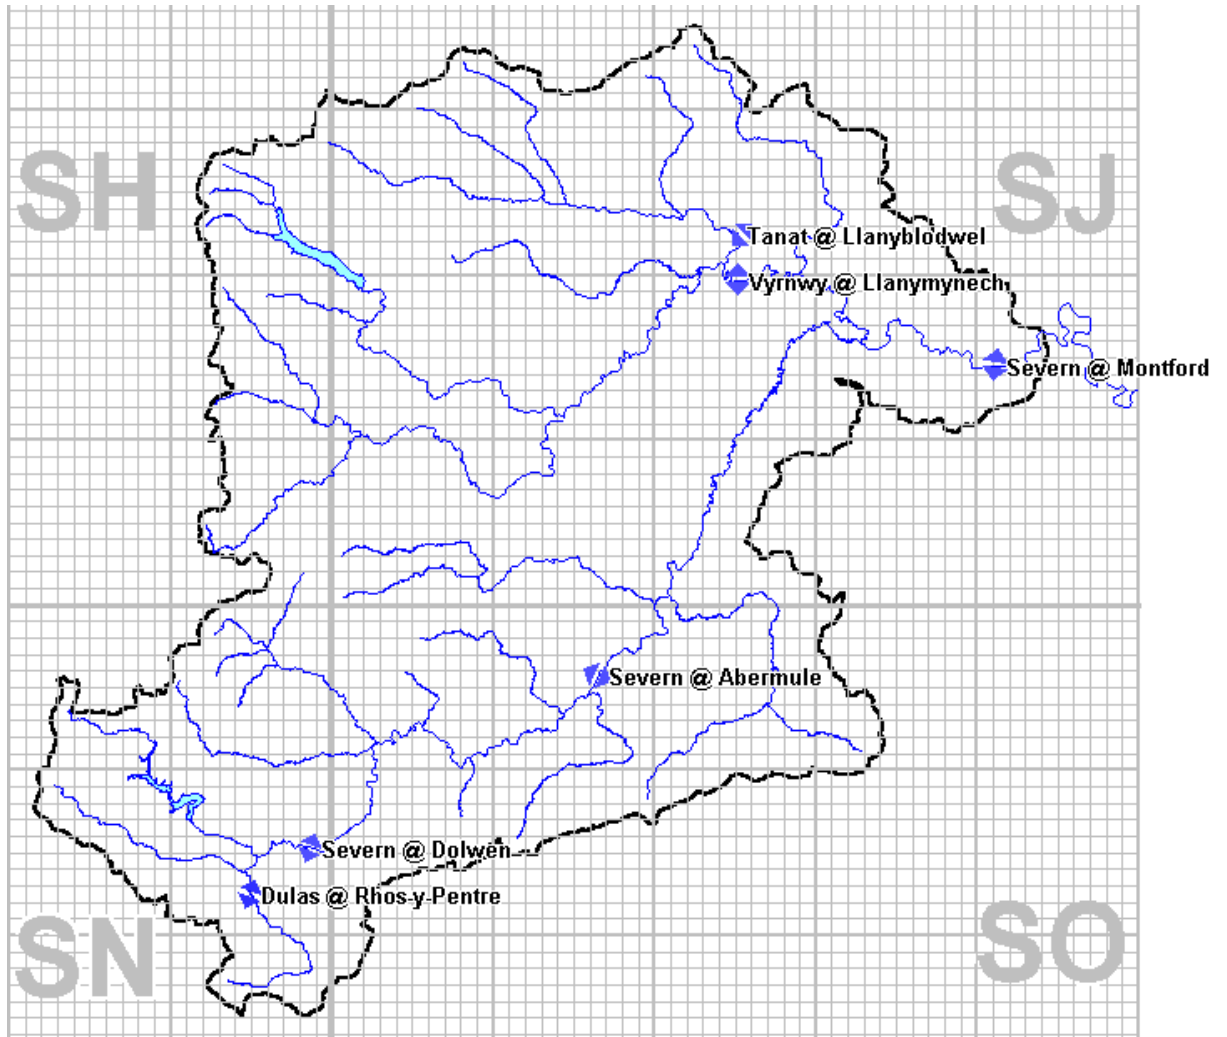 SH
SJ
Tanat @ Llanyblodwel
Vyrnwy @ Llanymynech
Severn @ Montford
Severn @ Abermule
Severn @ Dolwen
Dulas @ Rhos-y-Pentre
SN
SO